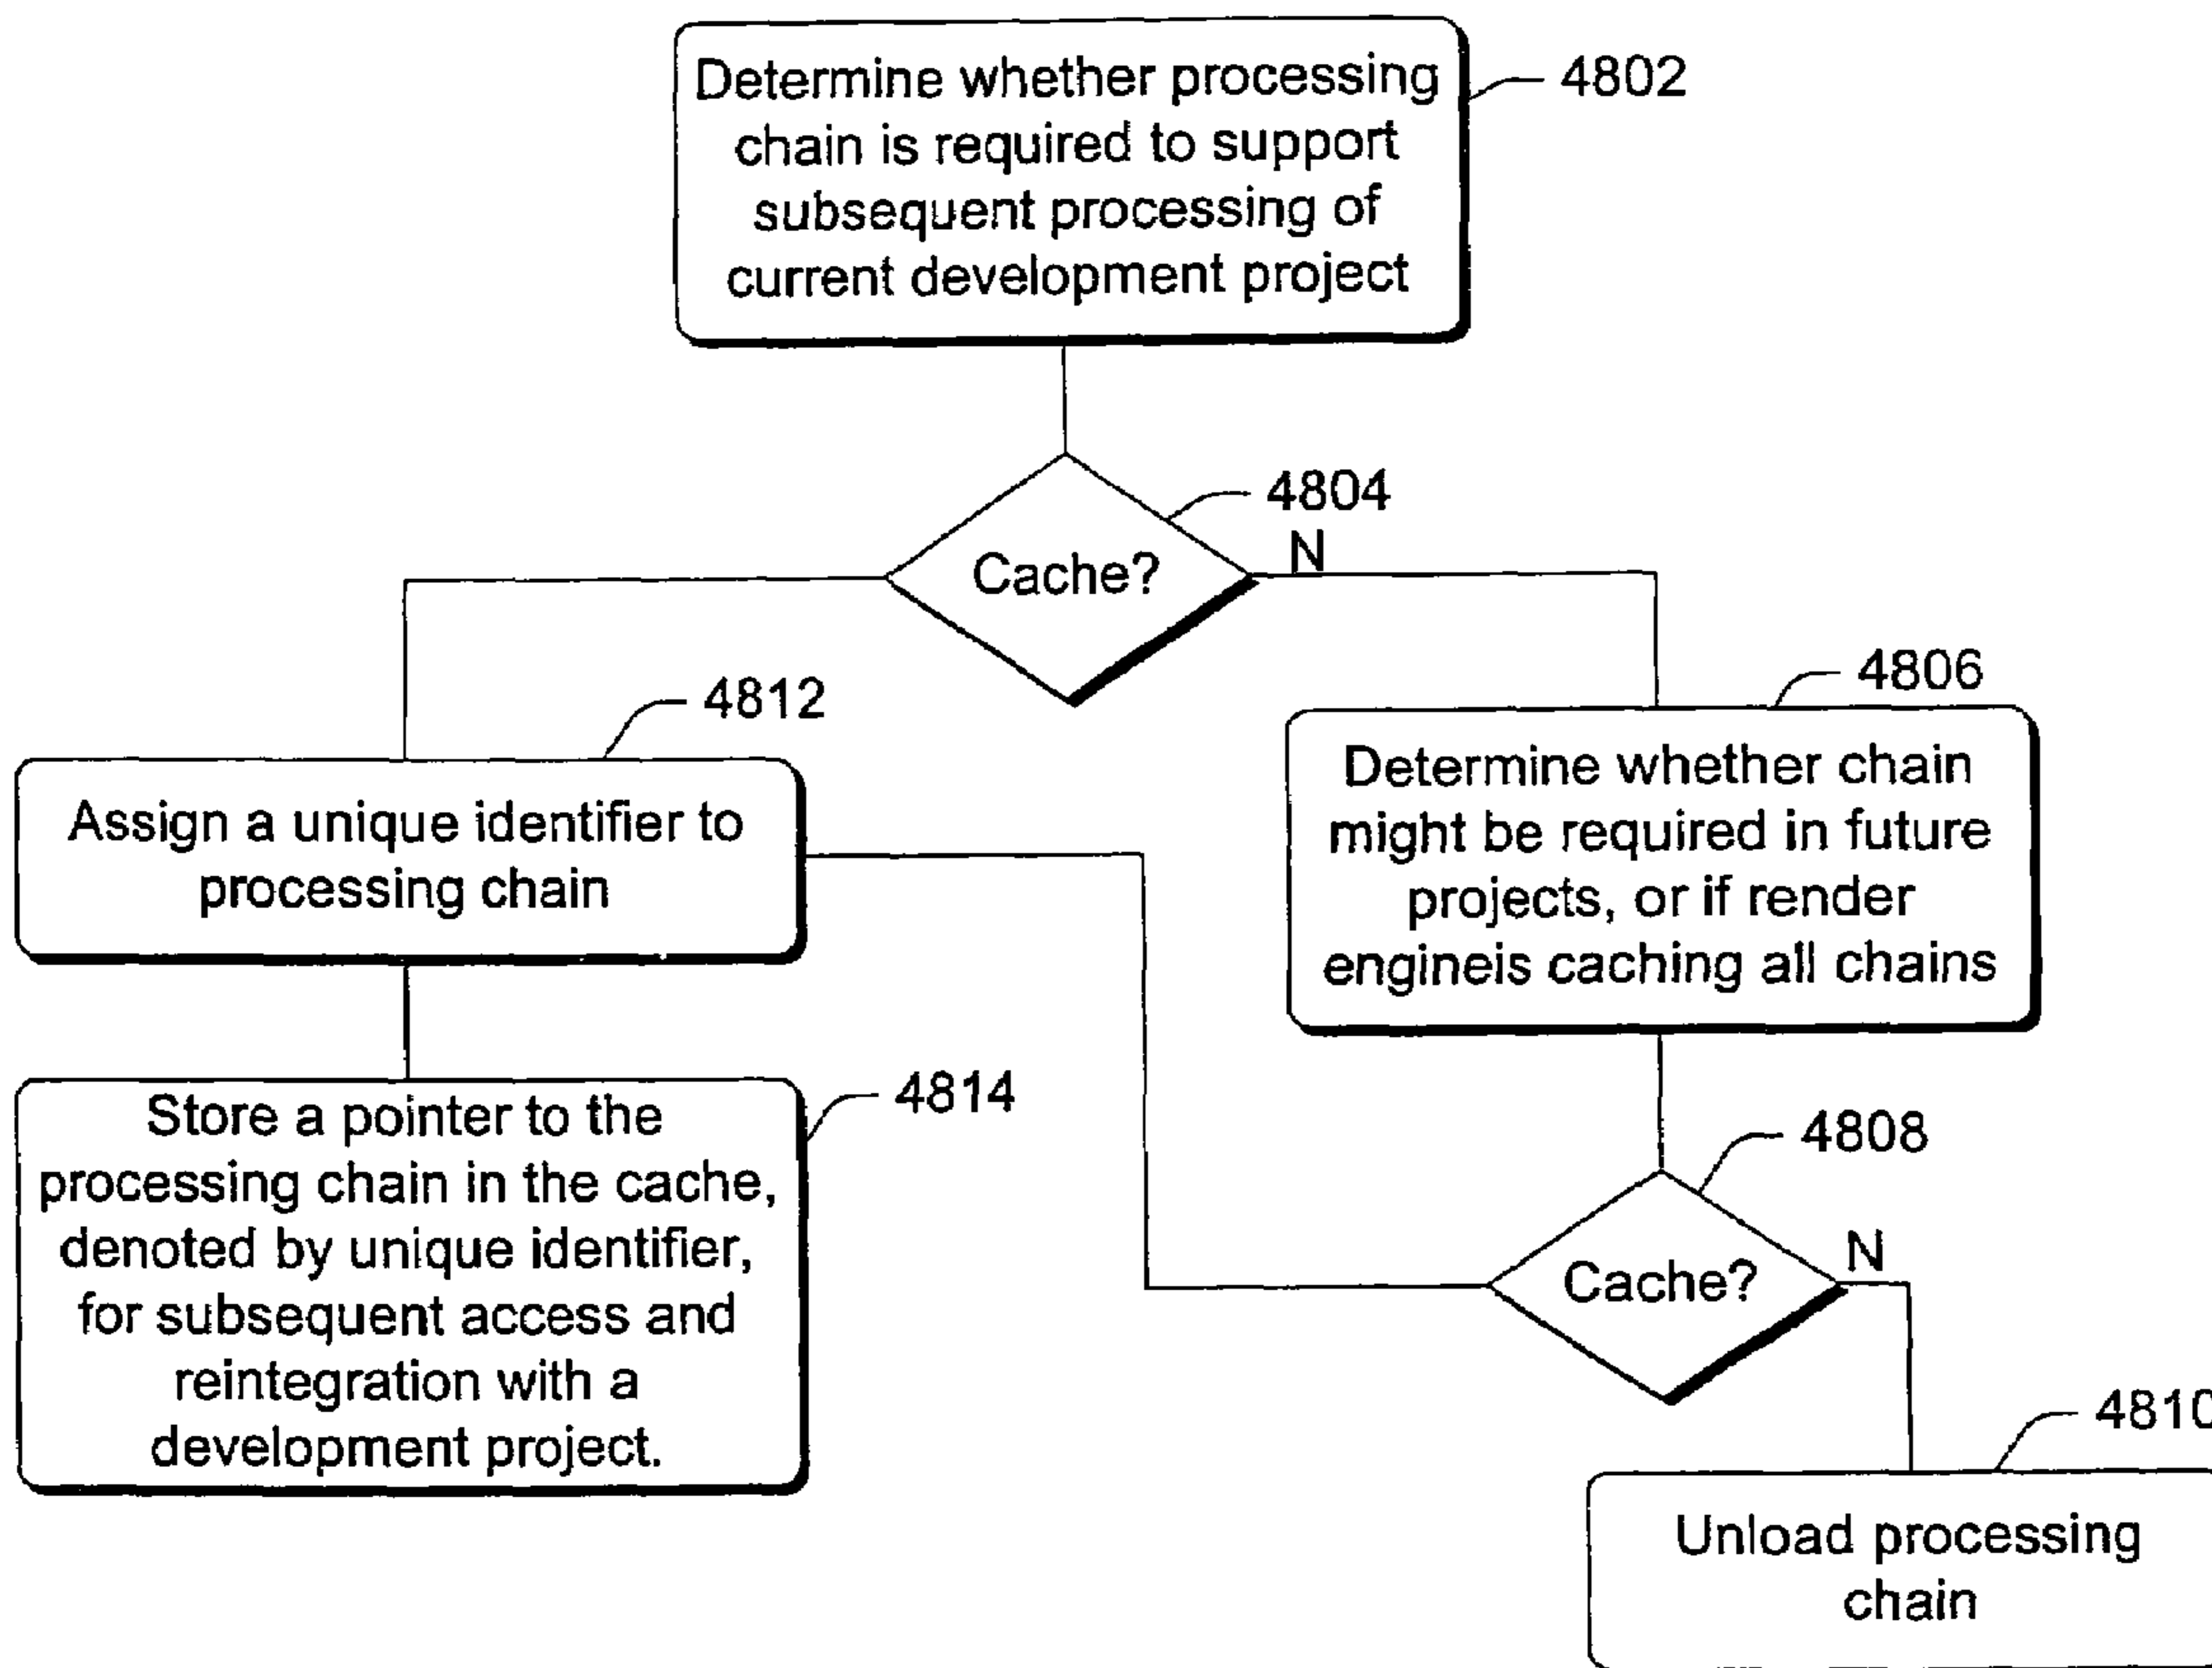 Determine whether processing
chain is required to support
subsequent processing of
current development project
4802
4804
Cache?
N
4812
Assign a unique identifier to
processing chain
4806
Determine whether chain
might be required in future
projects, or if render
engineis caching all chains
4814
Store a pointer to the
processing chain in the cache,
denoted by unique identifier,
for subsequent access and
reintegration with a
development project.
4808
Cache?
N
4810
Unload processing
chain